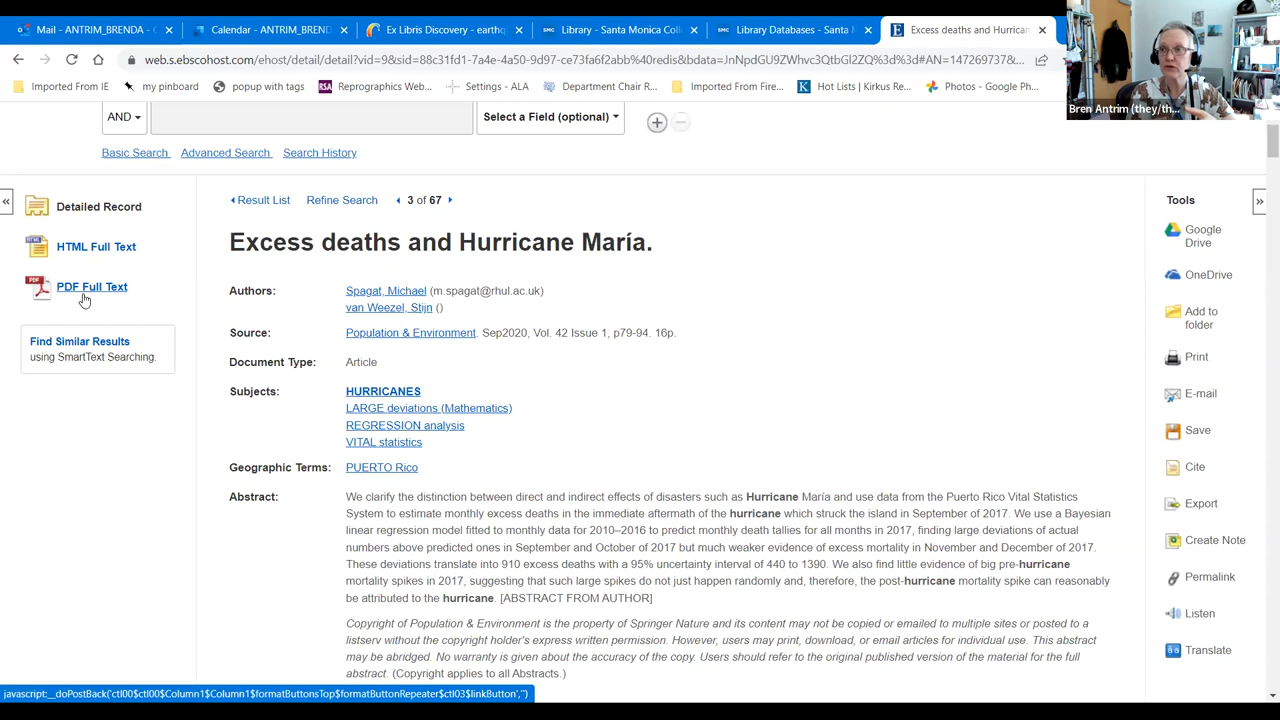 Mail - ANTRIM_BRENDA - O
Calendar - ANTRIM_BREND
Ex Libris Discovery - earthq
Library - Santa Monica Coll
Library Databases - Santa M
Excess deaths and Hurrican
web.s.ebscohost.com/ehost/detail/detail?vid=9&sid=88c31fd1-7a4e-4a50-9d97-ce73fa6f2abb%40redis&bdata=JnNpdGU9ZWhvc3QtbGl2ZQ%3d%3d#AN=147269737&...
Imported From IE
my pinboard
popup with tags
Reprographics Web...
Settings - ALA
Department Chair R...
Imported From Fire...
Hot Lists | Kirkus Re...
Photos - Google Ph...
Bren Antrim (they/th...
AND
Select a Field (optional)
Basic Search
Advanced Search
Search History
Detailed Record
HTML Full Text
PDF Full Text
Find Similar Results
using SmartText Searching.
Result List
Refine Search
3 of 67
Excess deaths and Hurricane María.
Authors:
Spagat, Michael (m.spagat@rhul.ac.uk)
van Weezel, Stijn ()
Source:
Population & Environment. Sep2020, Vol. 42 Issue 1, p79-94. 16p.
Document Type:
Article
Subjects:
HURRICANES
LARGE deviations (Mathematics)
REGRESSION analysis
VITAL statistics
Geographic Terms:
PUERTO Rico
Abstract:
We clarify the distinction between direct and indirect effects of disasters such as Hurricane María and use data from the Puerto Rico Vital Statistics
System to estimate monthly excess deaths in the immediate aftermath of the hurricane which struck the island in September of 2017. We use a Bayesian
linear regression model fitted to monthly data for 2010–2016 to predict monthly death tallies for all months in 2017, finding large deviations of actual
numbers above predicted ones in September and October of 2017 but much weaker evidence of excess mortality in November and December of 2017.
These deviations translate into 910 excess deaths with a 95% uncertainty interval of 440 to 1390. We also find little evidence of big pre-hurricane
mortality spikes in 2017, suggesting that such large spikes do not just happen randomly and, therefore, the post-hurricane mortality spike can reasonably
be attributed to the hurricane. [ABSTRACT FROM AUTHOR]
Copyright of Population & Environment is the property of Springer Nature and its content may not be copied or emailed to multiple sites or posted to a
listserv without the copyright holder's express written permission. However, users may print, download, or email articles for individual use. This abstract
may be abridged. No warranty is given about the accuracy of the copy. Users should refer to the original published version of the material for the full
abstract. (Copyright applies to all Abstracts.)
Tools
Google
Drive
OneDrive
Add to
folder
Print
E-mail
Save
Cite
Export
Create Note
Permalink
Listen
Translate
javascript:__doPostBack('ctl00$ctl00$Column1$Column1$formatButtonsTop$formatButtonRepeater$ctl03$linkButton','')